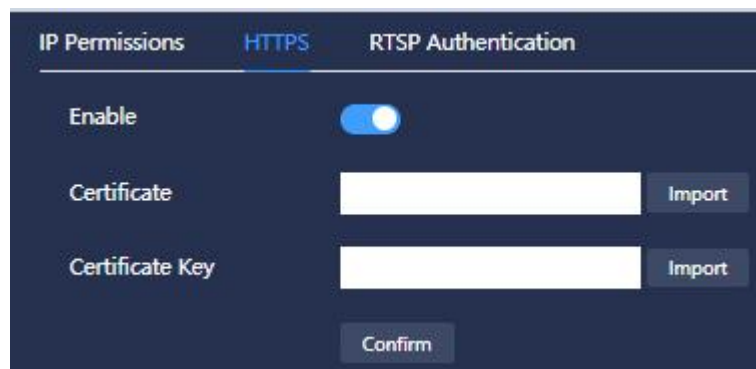 IP Permissions HTTPS RTSP Authentication
Enable
Certificate Import
Certificate Key Import
Confirm